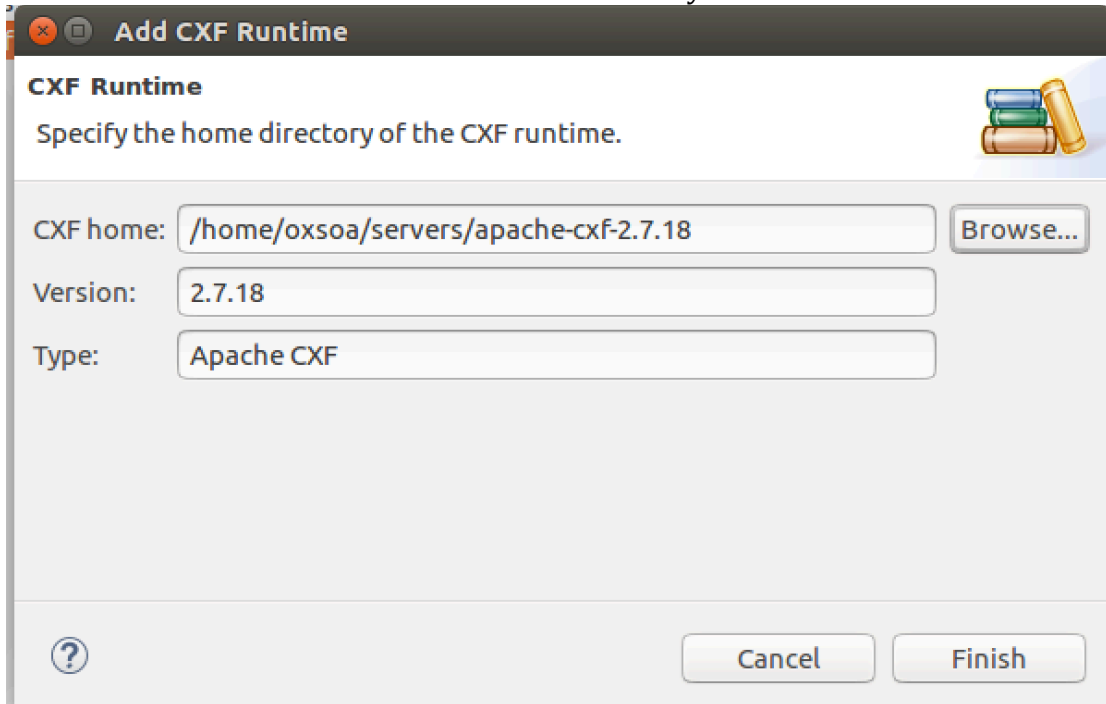 Add CXF Runtime
CXF Runtime
Specify the home directory of the CXF runtime.
CXF home: /home/oxsoa/servers/apache-cxf-2.7.18 Browse...
Version: 2.7.18
Type: Apache CXF
? Cancel Finish